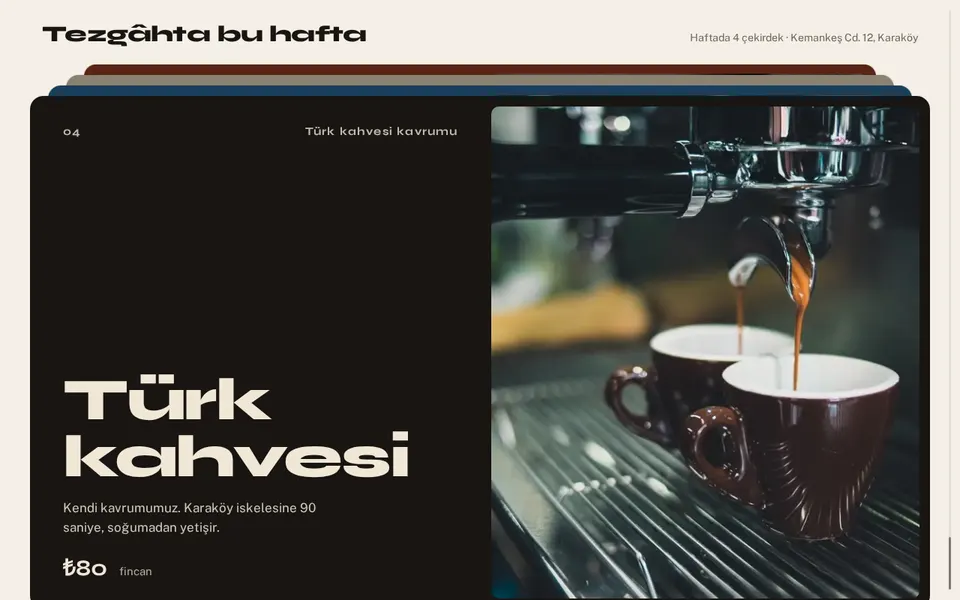 Tezgâhta bu hafta
Haftada 4 çekirdek · Kemankeş Cd. 12, Karaköy
04
Türk kahvesi kavrumu
Türk
kahvesi
Kendi kavrumumuz. Karaköy iskelesine 90
saniye, soğumadan yetişir.
₺80 fincan